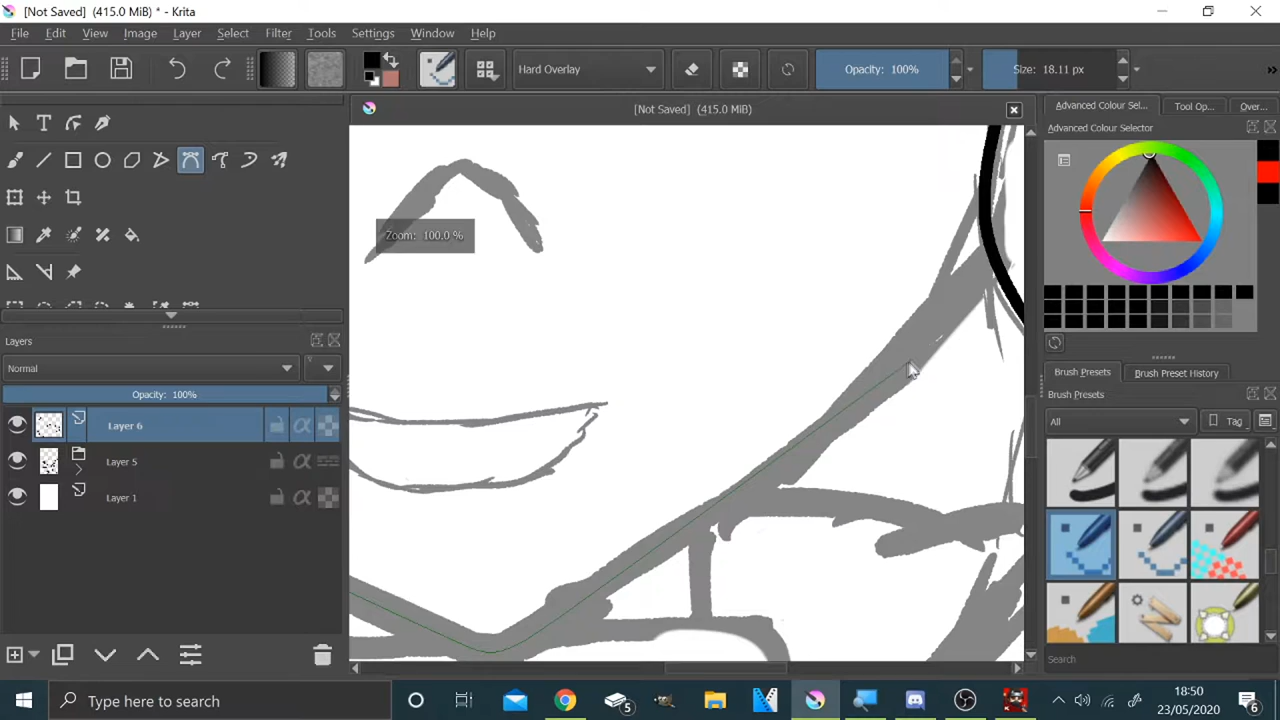 [Not Saved] (415.0 MiB) * - Krita
File Edit View Image Layer Select Filter Tools Settings Window Help
Hard Overlay
Opacity: 100%
Size: 18.11 px
»
[Not Saved] (415.0 MiB)
Advanced Colour Sel... Tool Op... Over...
Advanced Colour Selector
Zoom: 100.0 %
Layers
Normal
Opacity: 100%
Layer 6
Layer 5
Layer 1
Brush Presets Brush Preset History
Brush Presets
All
Tag
Search
Type here to search
5
18:50
23/05/2020
6